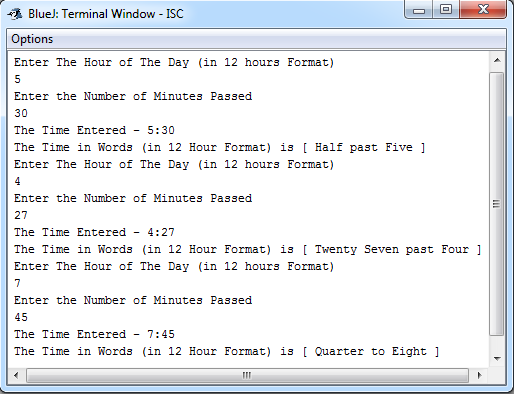 BlueJ: Terminal Window - ISC
Options
Enter The Hour of The Day (in 12 hours Format)
5
Enter the Number of Minutes Passed
30
The Time Entered - 5:30
The Time in Words (in 12 Hour Format) is [ Half past Five ]
Enter The Hour of The Day (in 12 hours Format)
4
Enter the Number of Minutes Passed
27
The Time Entered - 4:27
The Time in Words (in 12 Hour Format) is [ Twenty Seven past Four ]
Enter The Hour of The Day (in 12 hours Format)
7
Enter the Number of Minutes Passed
45
The Time Entered - 7:45
The Time in Words (in 12 Hour Format) is [ Quarter to Eight ]